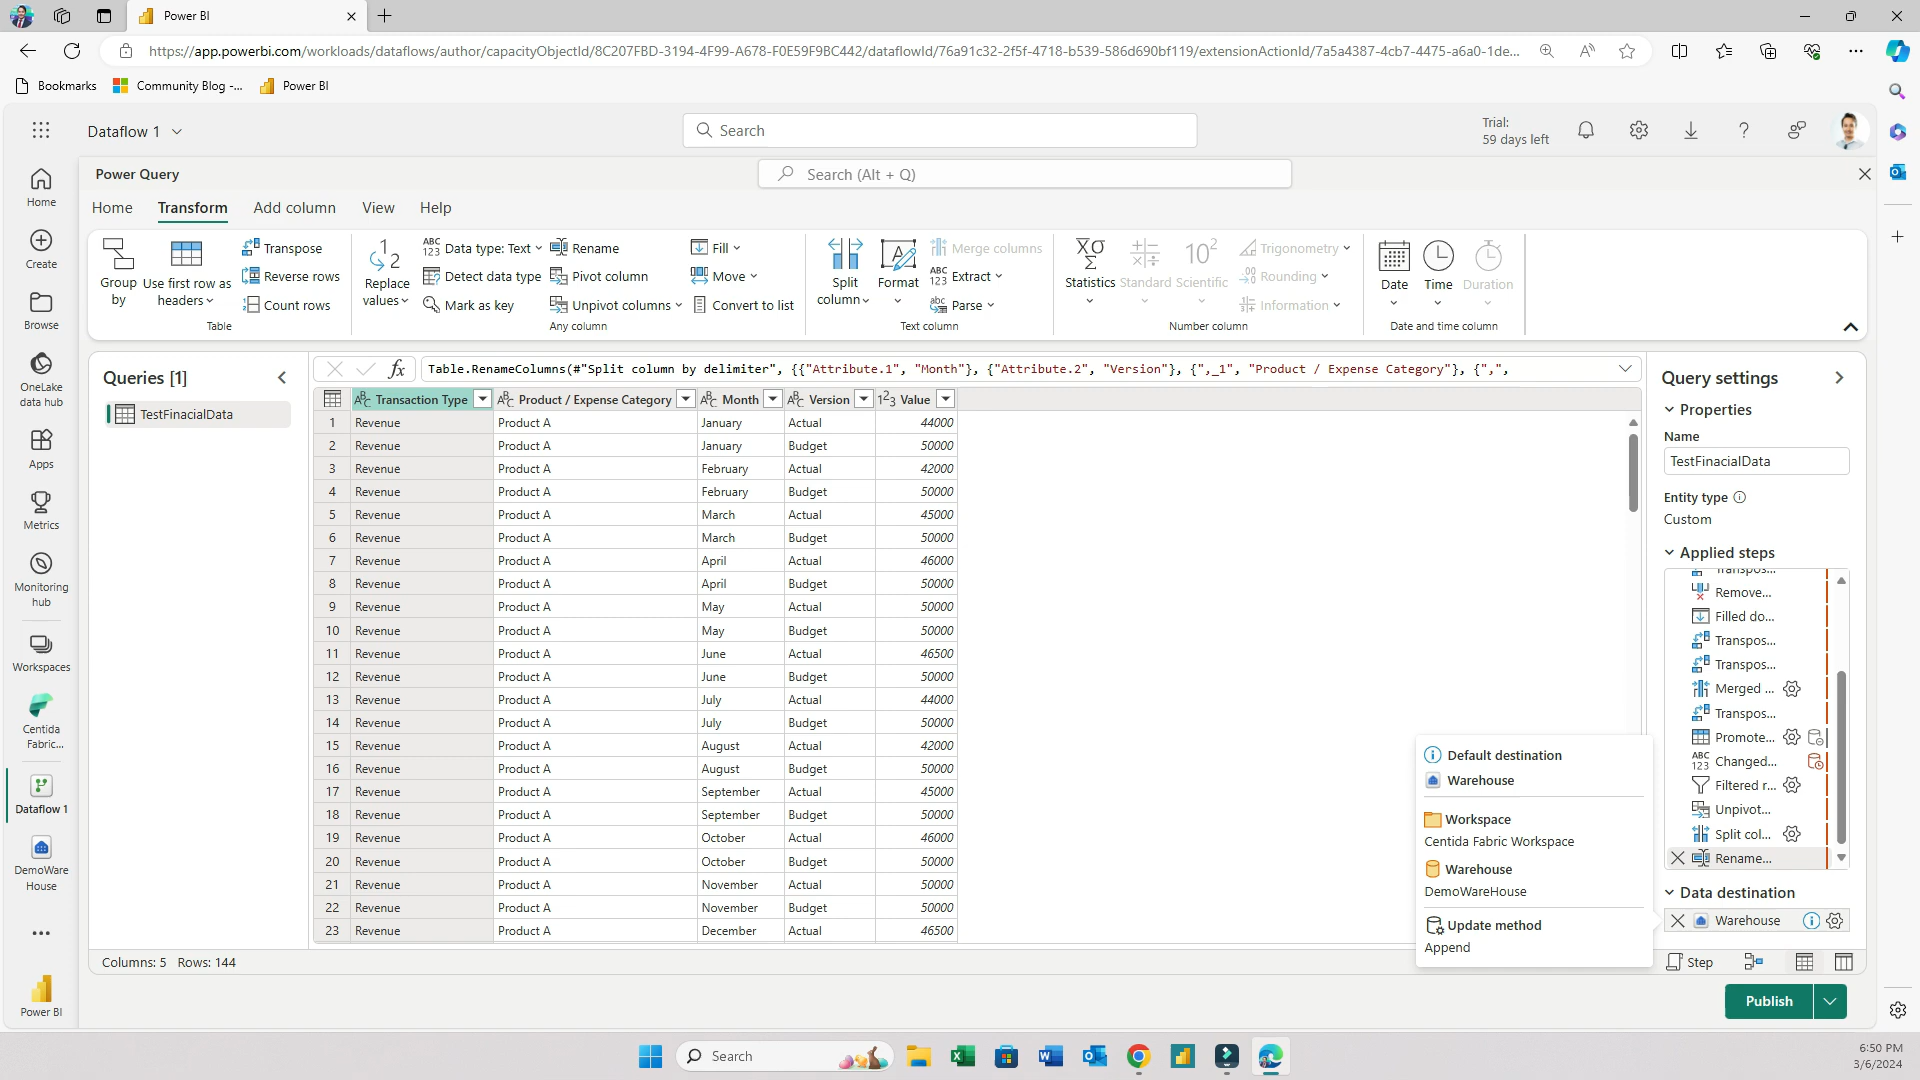 Power BI
https://app.powerbi.com/workloads/dataflows/author/capacityObjectId/8C207FBD-3194-4F99-A678-F0E59F9BC442/dataflowId/76a91c32-2f5f-4718-b539-586d690bf119/extensionActionId/7a5a4387-4cb7-4475-a6a0-1de...
Bookmarks Community Blog -... Power BI
Dataflow 1 Search Trial: 59 days left
Power Query Search (Alt + Q)
Home Transform Add column View Help
Group by
Use first row as headers
Transpose
Reverse rows
Count rows
Table
Replace values
Data type: Text
Detect data type
Mark as key
Rename
Pivot column
Unpivot columns
Fill
Move
Convert to list
Any column
Split column
Format
Merge columns
Extract
Parse
Text column
Statistics
Standard
Scientific
Trigonometry
Rounding
Information
Number column
Date
Time
Duration
Date and time column
Home
Create
Browse
OneLake data hub
Apps
Metrics
Monitoring hub
Workspaces
Centida Fabric...
Dataflow 1
DemoWare House
Power BI
Queries [1]
TestFinacialData
fx Table.RenameColumns(#"Split column by delimiter", {{"Attribute.1", "Month"}, {"Attribute.2", "Version"}, {",_1", "Product / Expense Category"}, {",",
Transaction Type Product / Expense Category Month Version Value
1 Revenue Product A January Actual 44000
2 Revenue Product A January Budget 50000
3 Revenue Product A February Actual 42000
4 Revenue Product A February Budget 50000
5 Revenue Product A March Actual 45000
6 Revenue Product A March Budget 50000
7 Revenue Product A April Actual 46000
8 Revenue Product A April Budget 50000
9 Revenue Product A May Actual 50000
10 Revenue Product A May Budget 50000
11 Revenue Product A June Actual 46500
12 Revenue Product A June Budget 50000
13 Revenue Product A July Actual 44000
14 Revenue Product A July Budget 50000
15 Revenue Product A August Actual 42000
16 Revenue Product A August Budget 50000
17 Revenue Product A September Actual 45000
18 Revenue Product A September Budget 50000
19 Revenue Product A October Actual 46000
20 Revenue Product A October Budget 50000
21 Revenue Product A November Actual 50000
22 Revenue Product A November Budget 50000
23 Revenue Product A December Actual 46500
Columns: 5 Rows: 144
Default destination
Warehouse
Workspace
Centida Fabric Workspace
Warehouse
DemoWareHouse
Update method
Append
Query settings
Properties
Name
TestFinacialData
Entity type
Custom
Applied steps
Transpos...
Remove...
Filled do...
Transpos...
Transpos...
Merged ...
Transpos...
Promote...
Changed...
Filtered r...
Unpivot...
Split col...
Rename...
Data destination
Warehouse
Step
Publish
Search
6:50 PM
3/6/2024